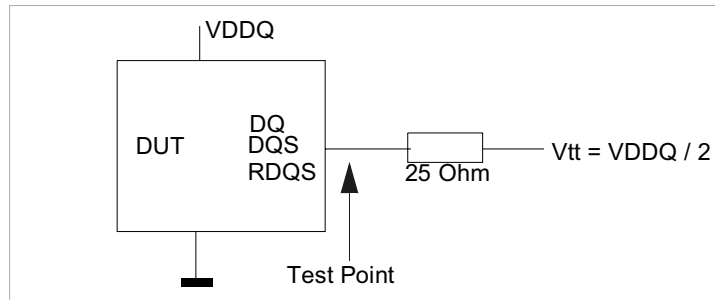 VDDQ
DUT
DQ
DQS
RDQS
25 Ohm
Vtt = VDDQ / 2
Test Point